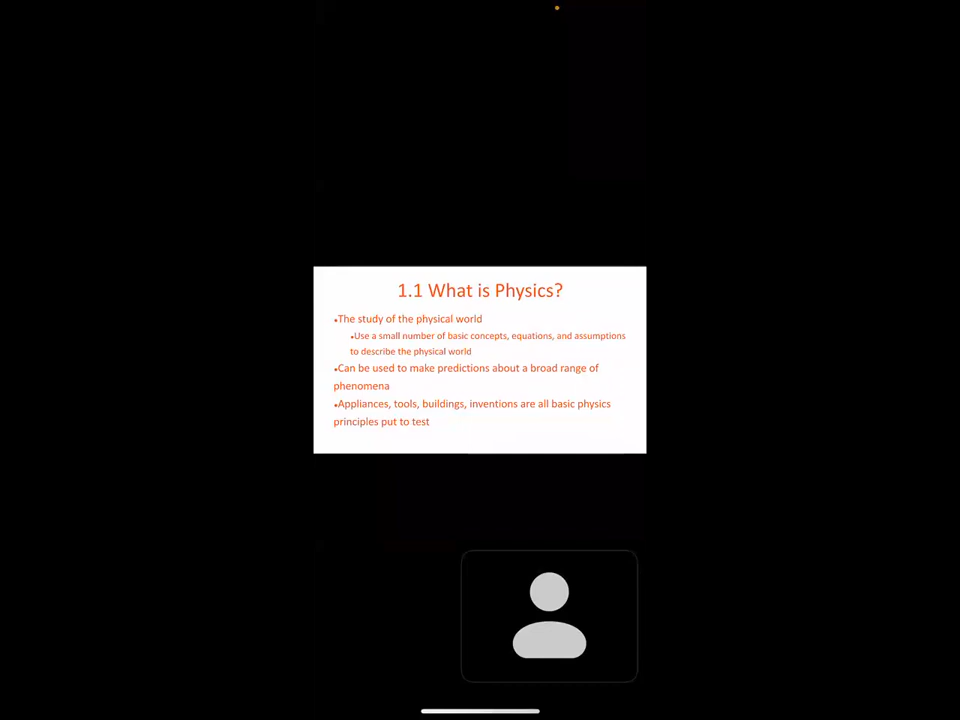 1.1 What is Physics?
•The study of the physical world
•Use a small number of basic concepts, equations, and assumptions
to describe the physical world
•Can be used to make predictions about a broad range of
phenomena
•Appliances, tools, buildings, inventions are all basic physics
principles put to test